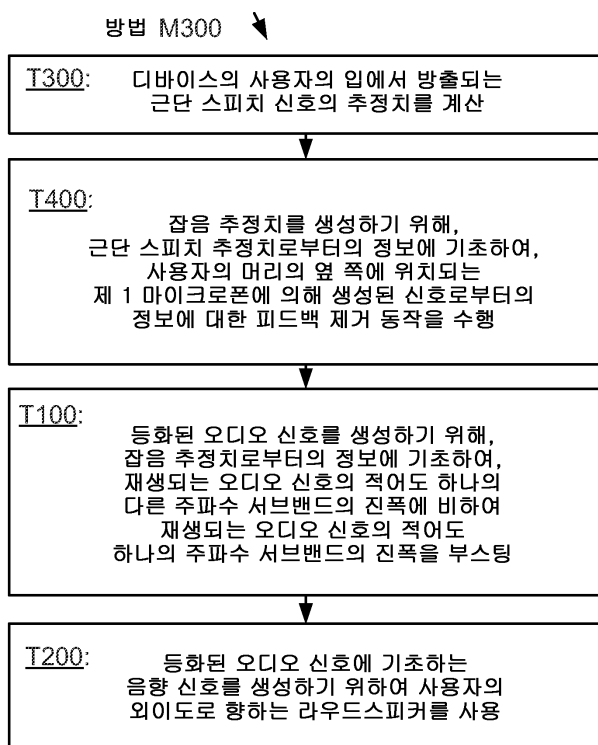 방법 M300
T300: 디바이스의 사용자의 입에서 방출되는
근단 스피치 신호의 추정치를 계산
T400:
잡음 추정치를 생성하기 위해,
근단 스피치 추정치로부터의 정보에 기초하여,
사용자의 머리의 옆 쪽에 위치되는
제 1 마이크로폰에 의해 생성된 신호로부터의
정보에 대한 피드백 제거 동작을 수행
T100:
등화된 오디오 신호를 생성하기 위해,
잡음 추정치로부터의 정보에 기초하여,
재생되는 오디오 신호의 적어도 하나의
다른 주파수 서브밴드의 진폭에 비하여
재생되는 오디오 신호의 적어도
하나의 주파수 서브밴드의 진폭을 부스팅
T200: 등화된 오디오 신호에 기초하는
음향 신호를 생성하기 위하여 사용자의
외이도로 향하는 라우드스피커를 사용